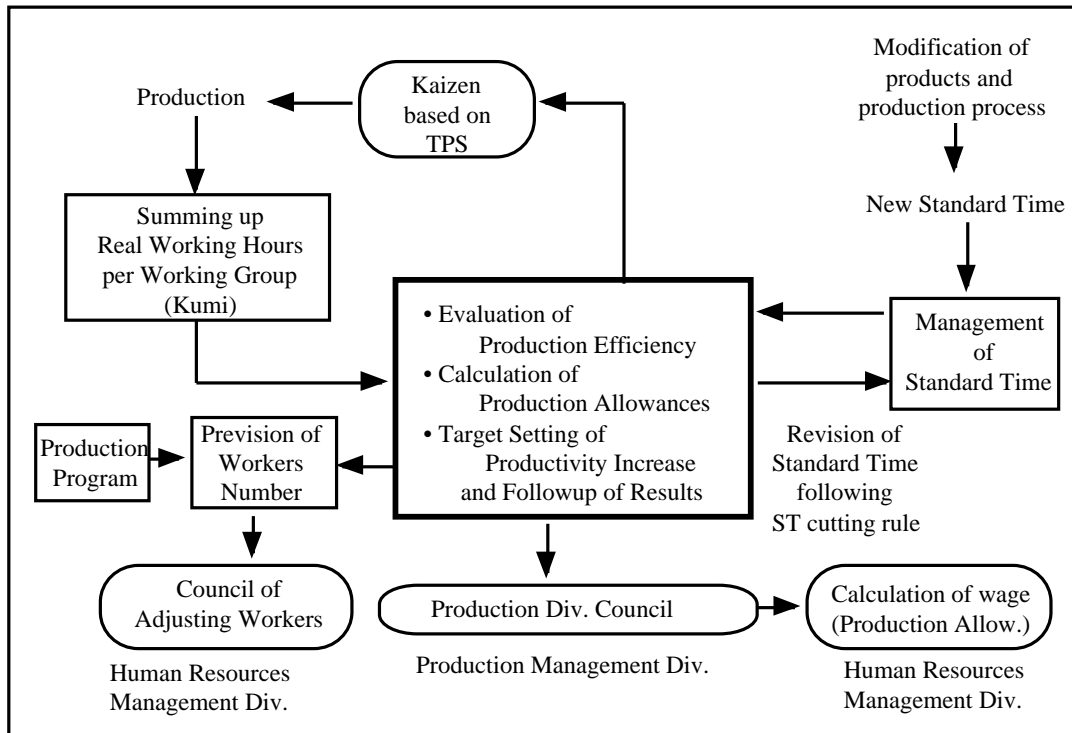 Modification of
products and
production process
Kaizen
based on
TPS
Production
New Standard Time
Summing up
Real Working Hours
per Working Group
(Kumi)
• Evaluation of
Production Efficiency
• Calculation of
Production Allowances
• Target Setting of
Productivity Increase
and Followup of Results
Management
of
Standard Time
Production
Program
Prevision of
Workers
Number
Revision of
Standard Time
following
ST cutting rule
Council of
Adjusting Workers
Production Div. Council
Calculation of wage
(Production Allow.)
Human Resources
Management Div.
Production Management Div.
Human Resources
Management Div.